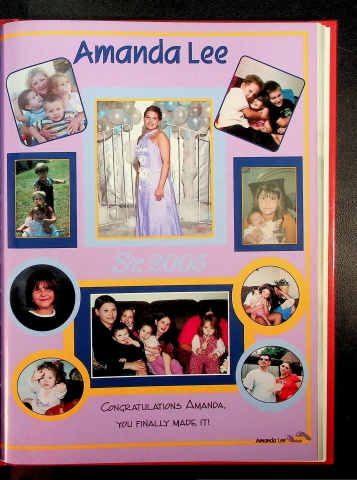 Amanda Lee
Sr. 2005
Congratulations Amanda,
you finally made it!
Amanda Lee